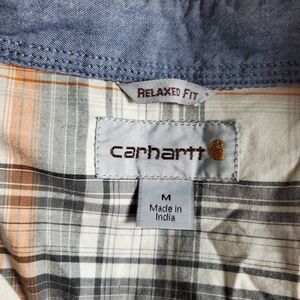 RELAXED FIT
carhartt
M
Made in
India